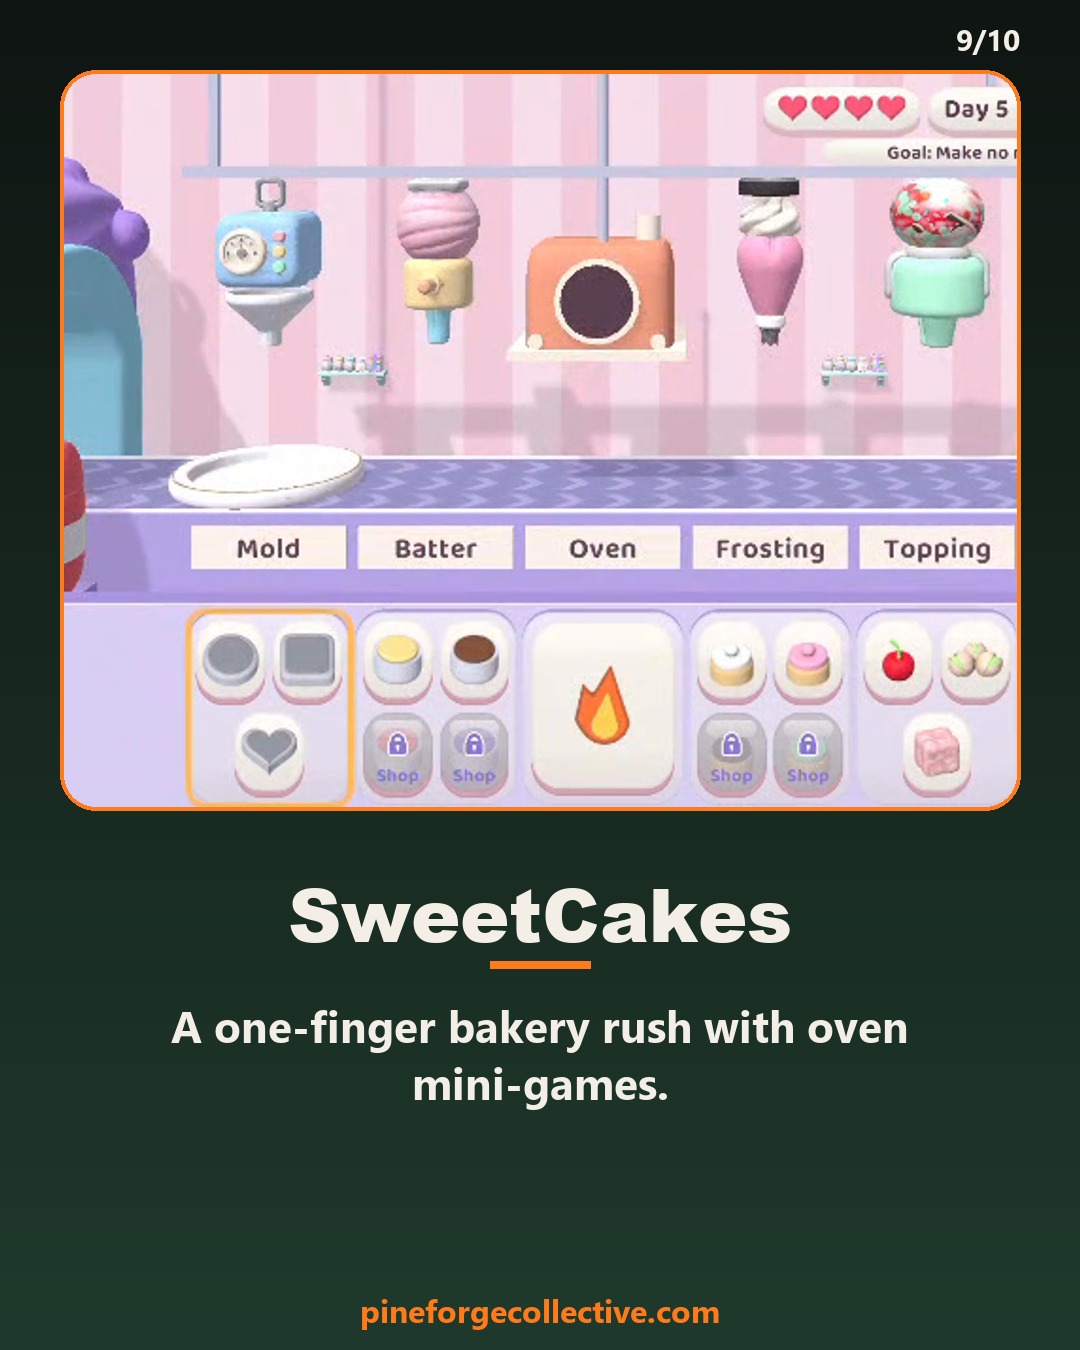 9/10
Day 5
Goal: Make no
Mold Batter Oven Frosting Topping
Shop Shop Shop Shop
SweetCakes
A one-finger bakery rush with oven
mini-games.
pineforgecollective.com